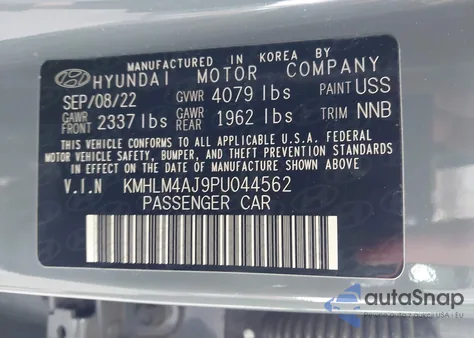 MANUFACTURED IN KOREA BY
HYUNDAI MOTOR COMPANY
SEP/08/22 GVWR 4079 lbs PAINT USS
GAWR FRONT 2337 lbs GAWR REAR 1962 lbs TRIM NNB
THIS VEHICLE CONFORMS TO ALL APPLICABLE U.S.A. FEDERAL
MOTOR VEHICLE SAFETY, BUMPER, AND THEFT PREVENTION STANDARDS
IN EFFECT ON THE DATE OF MANUFACTURE SHOWN ABOVE.
V.I.N KMHLM4AJ9PU044562
PASSENGER CAR
autoSnap